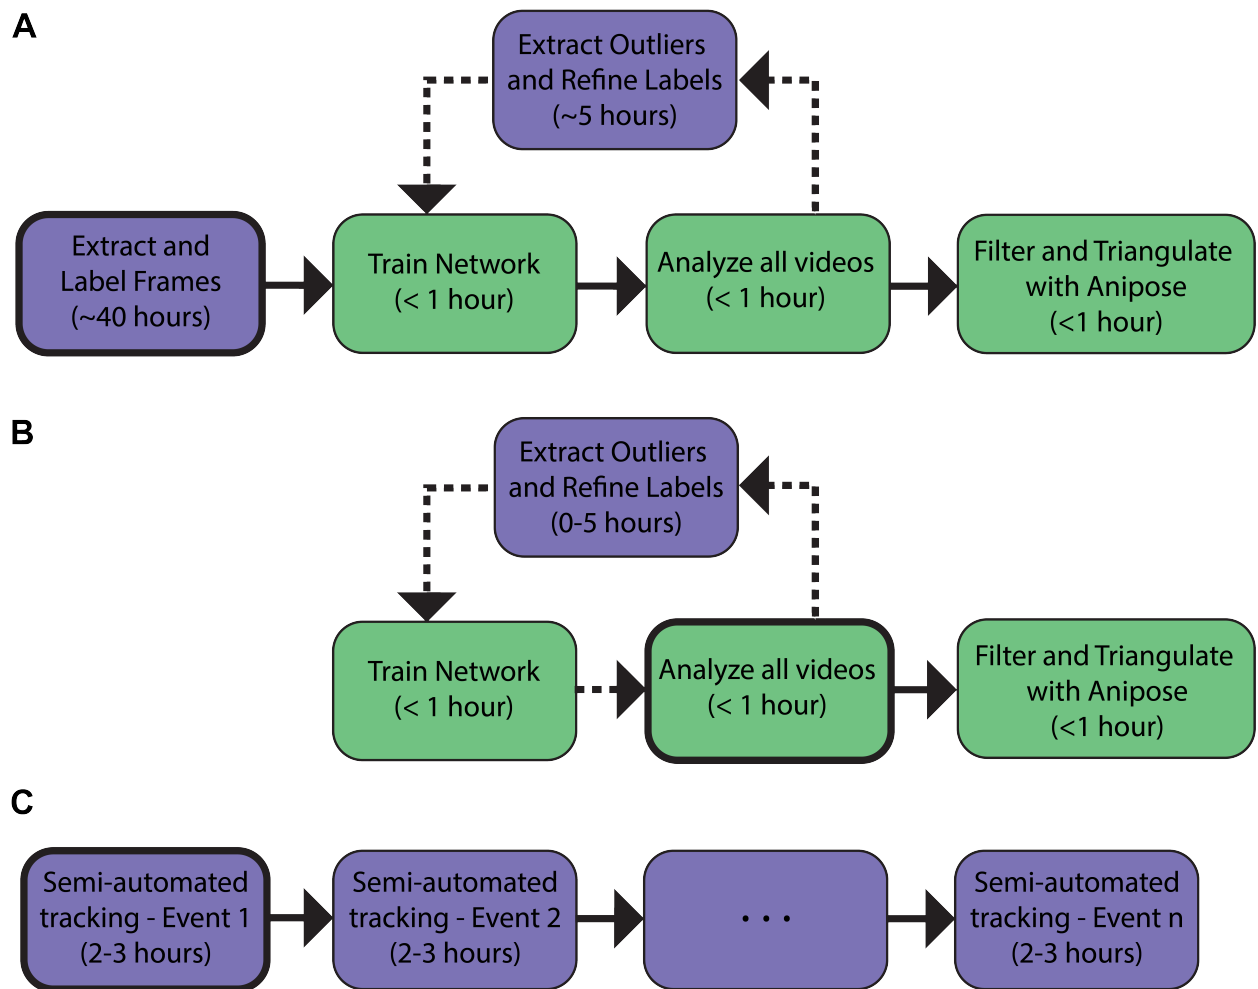 A
Extract Outliers
and Refine Labels
(~5 hours)
Extract and
Label Frames
(~40 hours)
Train Network
(< 1 hour)
Analyze all videos
(< 1 hour)
Filter and Triangulate
with Anipose
(<1 hour)
B
Extract Outliers
and Refine Labels
(0-5 hours)
Train Network
(< 1 hour)
Analyze all videos
(< 1 hour)
Filter and Triangulate
with Anipose
(<1 hour)
C
Semi-automated
tracking - Event 1
(2-3 hours)
Semi-automated
tracking - Event 2
(2-3 hours)
. . .
Semi-automated
tracking - Event n
(2-3 hours)